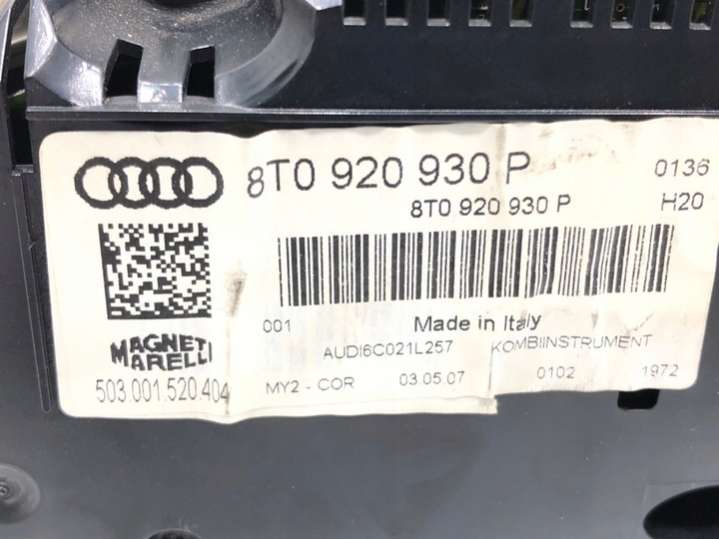 8T0 920 930 P 0136
8T0 920 930 P H20
001 Made in Italy
MAGNETI MARELLI
AUDI6C021L257 KOMBIINSTRUMENT
503.001.520.404
MY2 - COR 03.05.07 0102 1972